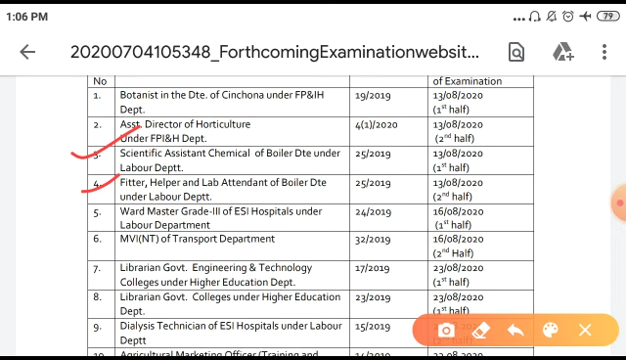 1:06 PM
79
20200704105348_ForthcomingExaminationwebsit...
No
of Examination
1. Botanist in the Dte. of Cinchona under FP&IH Dept. 19/2019 13/08/2020 (1st half)
2. Asst. Director of Horticulture Under FPI&H Dept. 4(1)/2020 13/08/2020 (2nd half)
3. Scientific Assistant Chemical of Boiler Dte under Labour Deptt. 25/2019 13/08/2020 (1st half)
4. Fitter, Helper and Lab Attendant of Boiler Dte under Labour Deptt. 25/2019 13/08/2020 (2nd half)
5. Ward Master Grade-III of ESI Hospitals under Labour Department 24/2019 16/08/2020 (1st half)
6. MVI(NT) of Transport Department 32/2019 16/08/2020 (2nd Half)
7. Librarian Govt. Engineering & Technology Colleges under Higher Education Dept. 17/2019 23/08/2020 (1st half)
8. Librarian Govt. Colleges under Higher Education Dept. 23/2019 23/08/2020 (1st half)
9. Dialysis Technician of ESI Hospitals under Labour Deptt 15/2019
Agricultural Marketing Officer (Training and